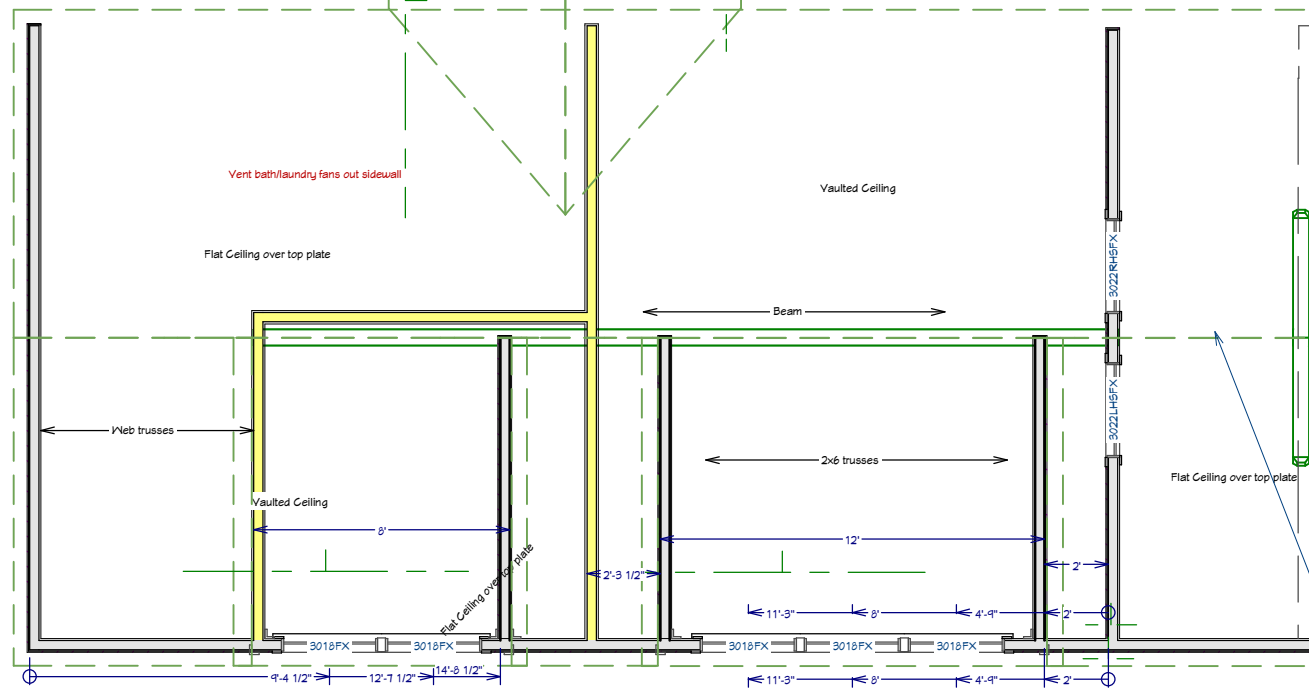 Vent bath/laundry fans out sidewall
Vaulted Ceiling
Flat Ceiling over top plate
3022RHSFX
Beam
3022LHSFX
Web trusses
2x6 trusses
Flat Ceiling over top plate
Vaulted Ceiling
8'
12'
Flat Ceiling over top plate
2'-3 1/2"
2'
11'-3"
8'
4'-9"
2'
3018FX
3018FX
3018FX
3018FX
3018FX
9'-4 1/2"
12'-7 1/2"
14'-8 1/2"
11'-3"
8'
4'-9"
2'